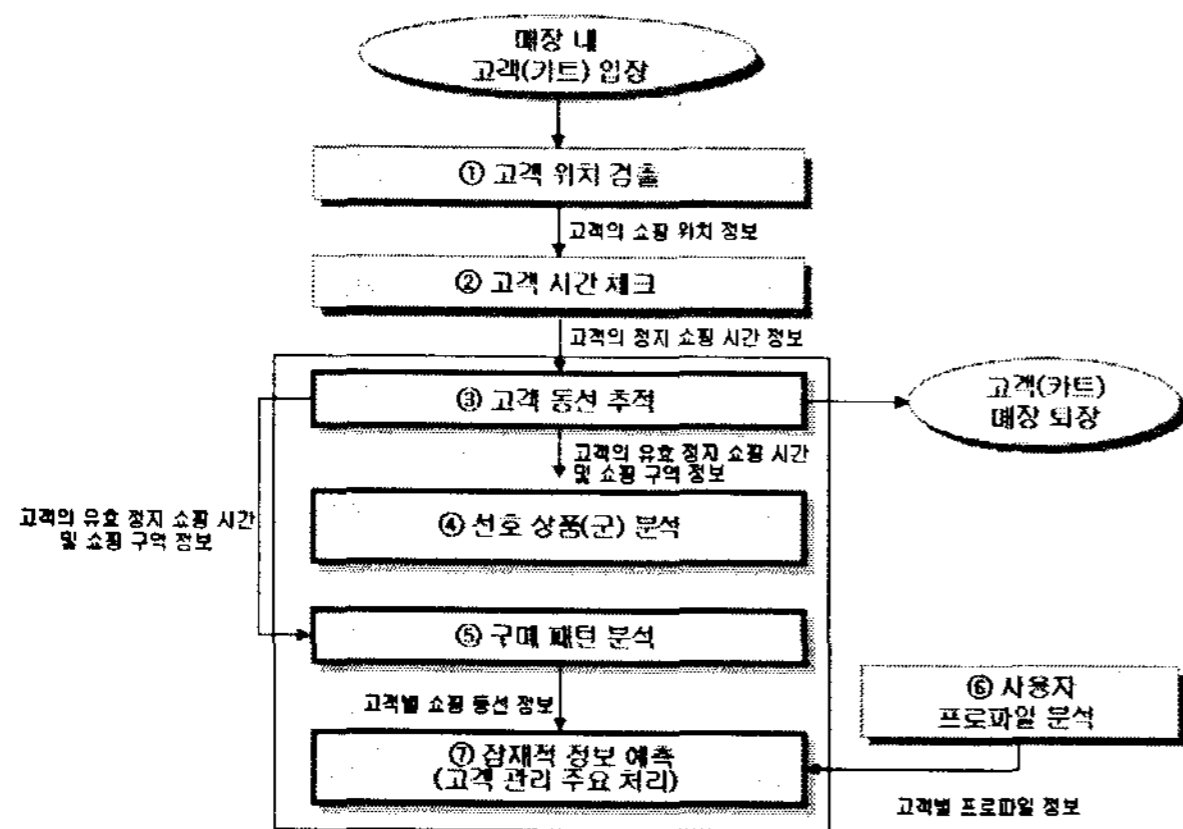 매장 내
고객(카트) 입장
① 고객 위치 검출
고객의 쇼핑 위치 정보
② 고객 시간 체크
고객의 정지 쇼핑 시간 정보
③ 고객 동선 추적
고객(카트)
매장 퇴장
고객의 유효 정지 쇼핑 시간
및 쇼핑 구역 정보
④ 선호 상품(군) 분석
고객의 유효 정지 쇼핑 시간
및 쇼핑 구역 정보
⑤ 구매 패턴 분석
고객별 쇼핑 동선 정보
⑥ 사용자
프로파일 분석
⑦ 잠재적 정보 예측
(고객 관리 주요 처리)
고객별 프로파일 정보